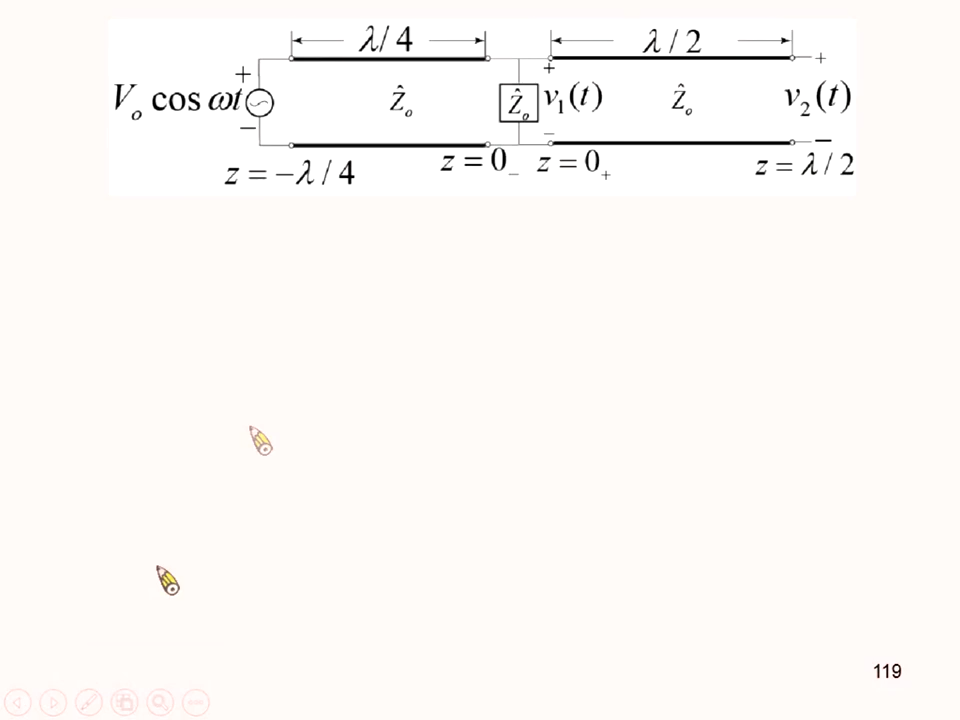 λ/4 λ/2
+ + +
V_o cos ωt Ẑ_o Ẑ_o v_1(t) Ẑ_o v_2(t)
− − −
z = −λ/4 z = 0_− z = 0_+ z = λ/2
119